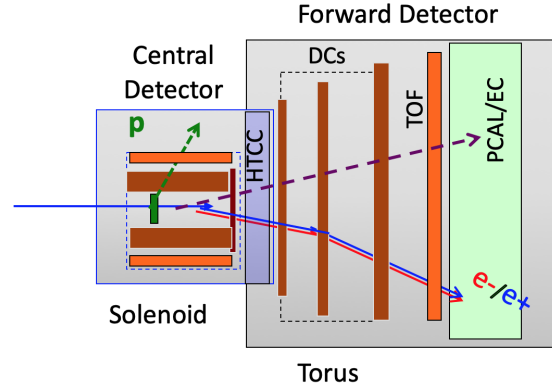 Forward Detector
Central
Detector
DCs
TOF
PCAL/EC
HTCC
p
e-/e+
Solenoid
Torus